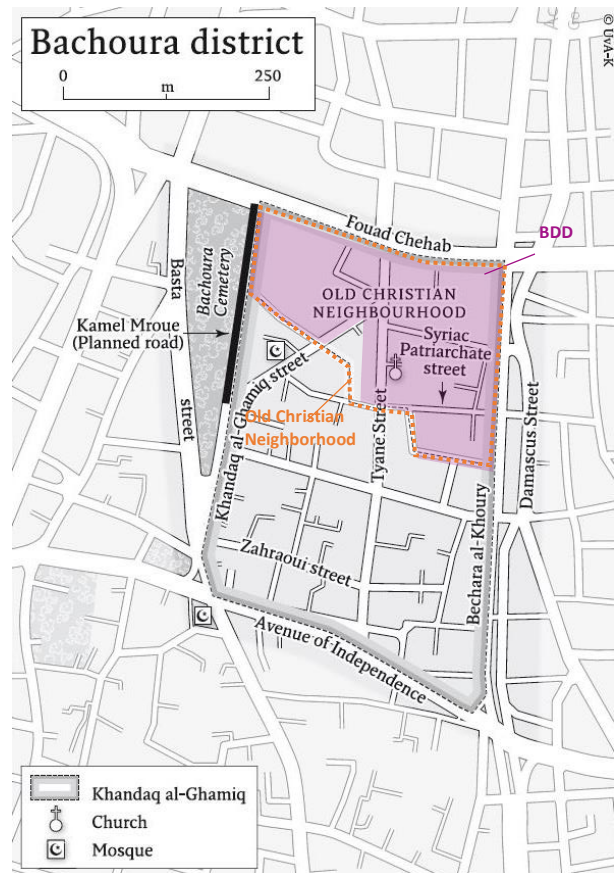 © UvA-K
Bachoura district
0
250
m
Fouad Chehab
BDD
Basta
street
Bachoura
Cemetery
OLD CHRISTIAN
NEIGHBOURHOOD
Kamel Mroue
(Planned road)
Syriac
Patriarchate
street
Khandaq al-Ghamiq street
Old Christian
Neighborhood
Tyane Street
Damascus Street
Bechara al-Khoury
Zahraoui street
Avenue of Independence
Khandaq al-Ghamiq
Church
Mosque